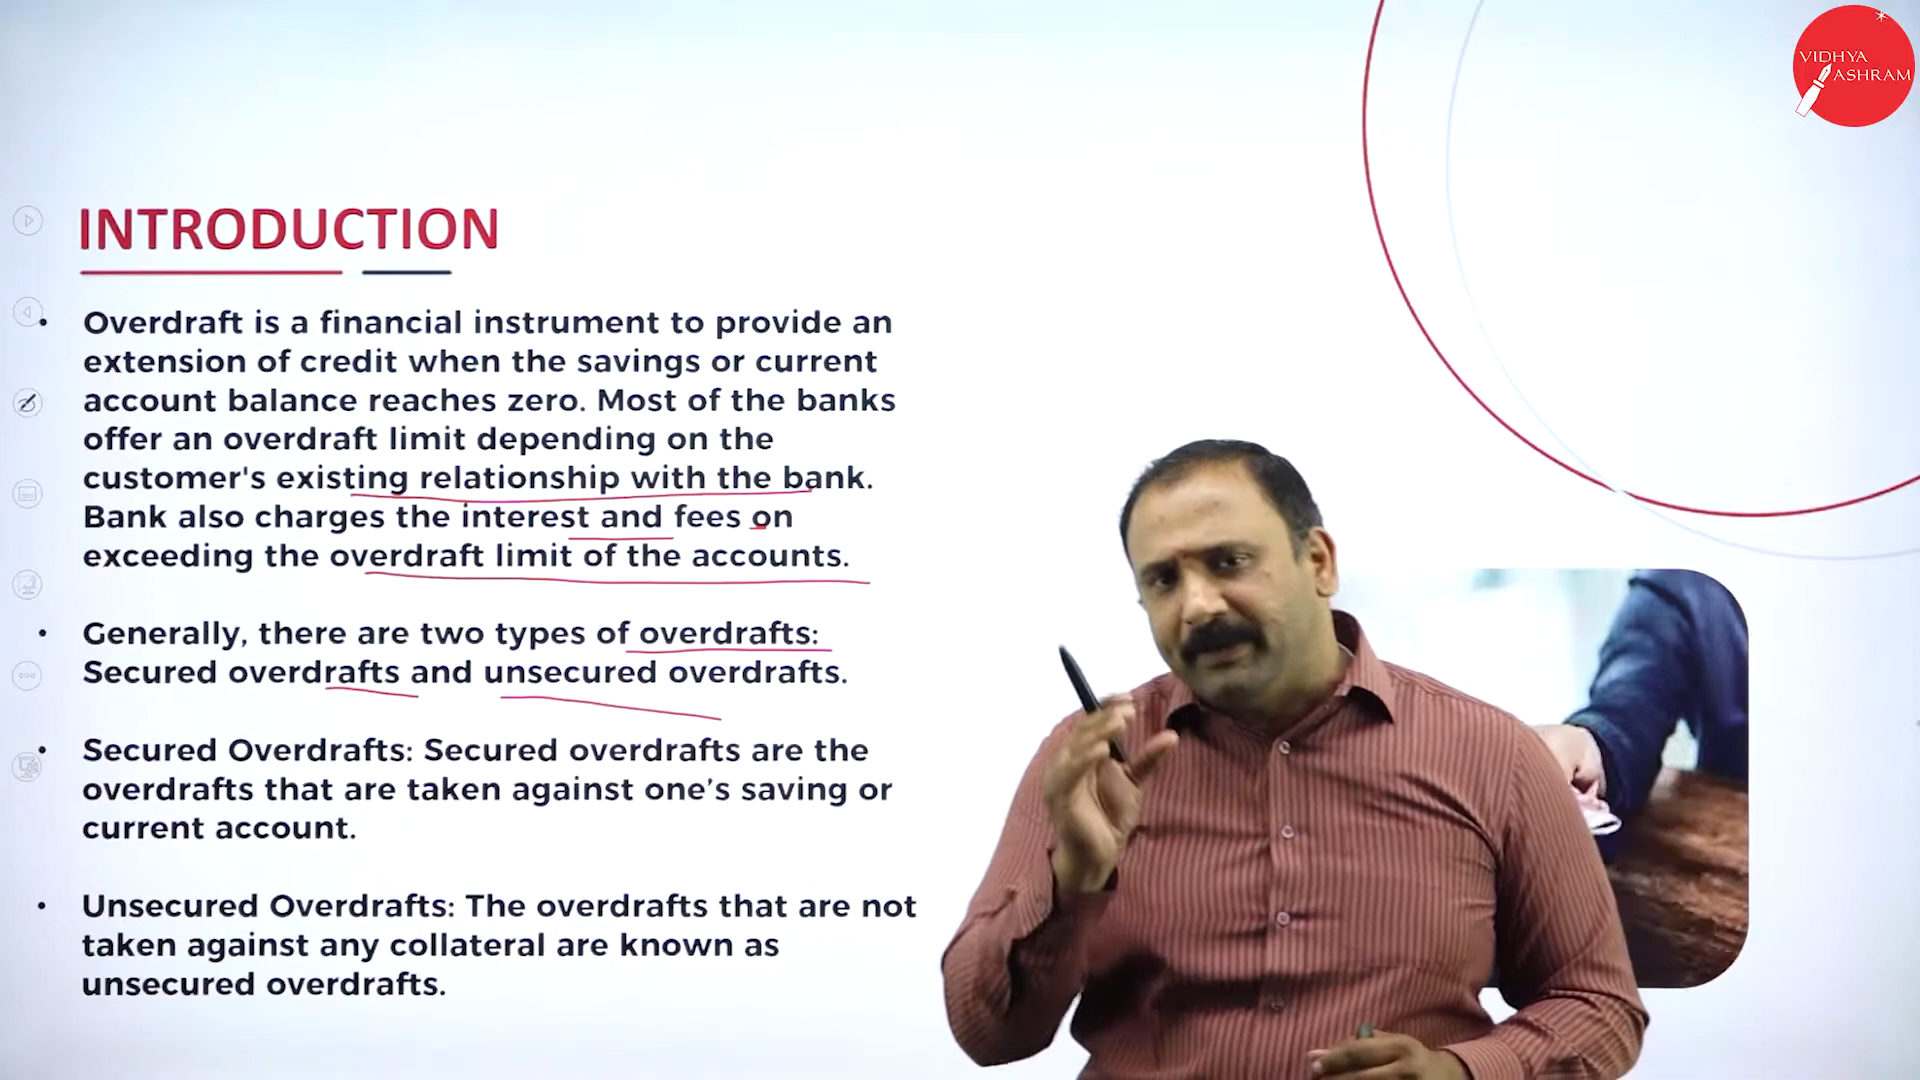 VIDHYA
ASHRAM
INTRODUCTION
• Overdraft is a financial instrument to provide an
extension of credit when the savings or current
account balance reaches zero. Most of the banks
offer an overdraft limit depending on the
customer's existing relationship with the bank.
Bank also charges the interest and fees on
exceeding the overdraft limit of the accounts.
• Generally, there are two types of overdrafts:
Secured overdrafts and unsecured overdrafts.
• Secured Overdrafts: Secured overdrafts are the
overdrafts that are taken against one’s saving or
current account.
• Unsecured Overdrafts: The overdrafts that are not
taken against any collateral are known as
unsecured overdrafts.